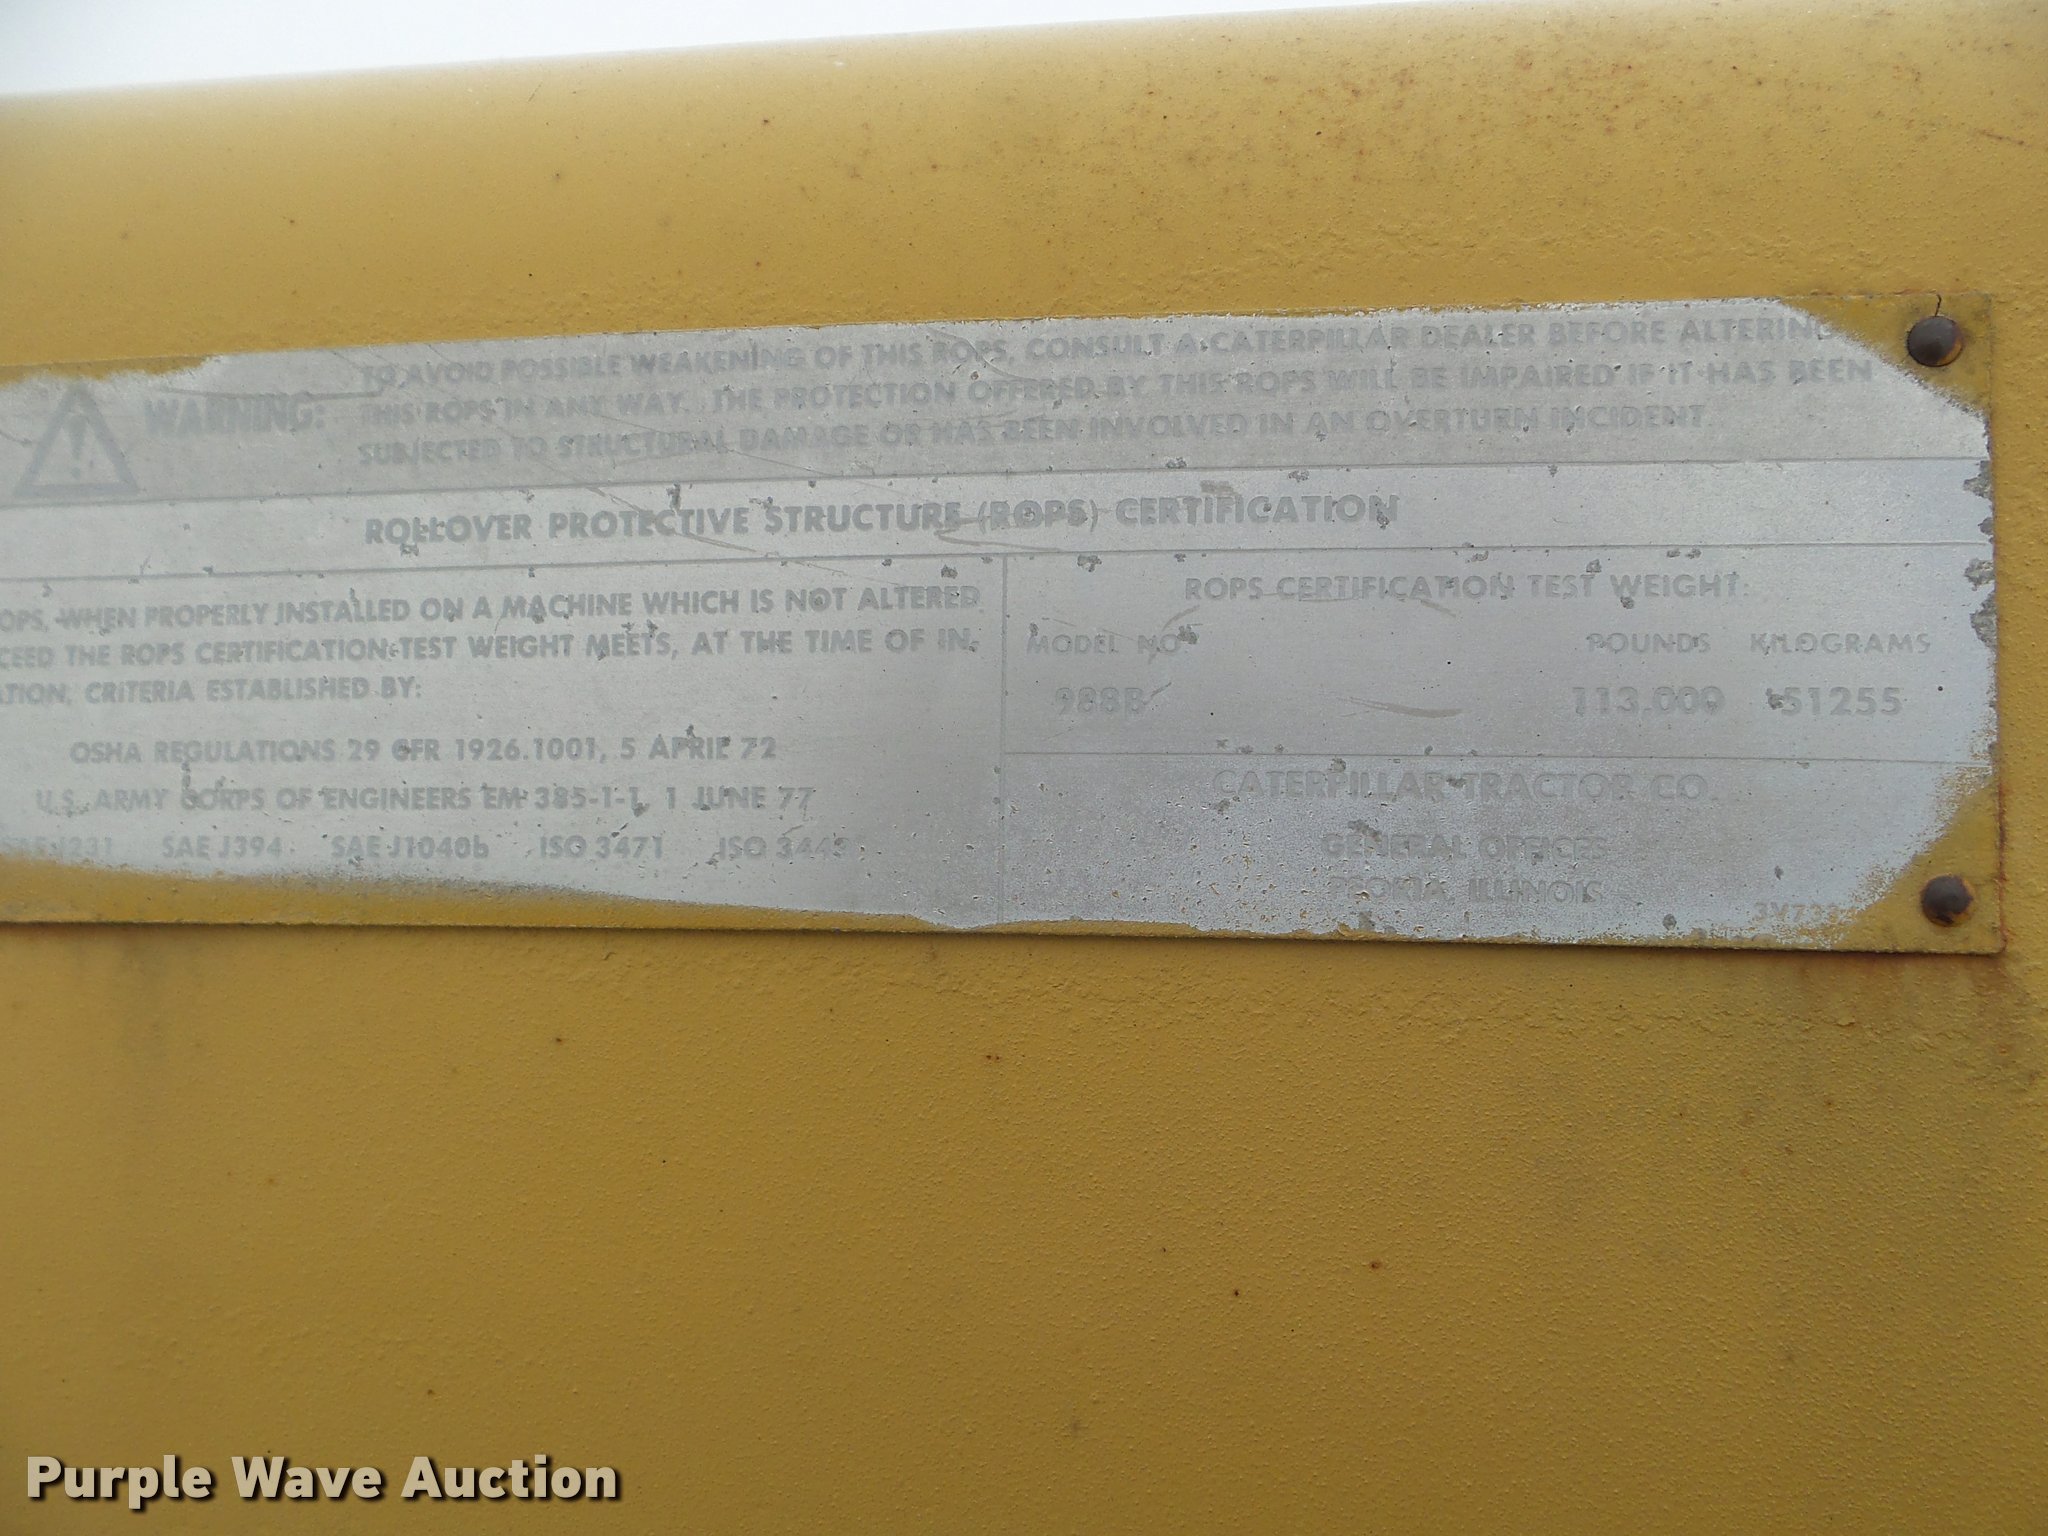 TO AVOID POSSIBLE WEAKENING OF THIS ROPS, CONSULT A CATERPILLAR DEALER BEFORE ALTERING
WARNING: THIS ROPS IN ANY WAY. THE PROTECTION OFFERED BY THIS ROPS WILL BE IMPAIRED IF IT HAS BEEN
SUBJECTED TO STRUCTURAL DAMAGE OR HAS BEEN INVOLVED IN AN OVERTURN INCIDENT.
ROLLOVER PROTECTIVE STRUCTURE (ROPS) CERTIFICATION
OPS, WHEN PROPERLY INSTALLED ON A MACHINE WHICH IS NOT ALTERED
CEED THE ROPS CERTIFICATION TEST WEIGHT MEETS, AT THE TIME OF IN-
ATION, CRITERIA ESTABLISHED BY:
OSHA REGULATIONS 29 CFR 1926.1001, 5 APRIL 72
U.S. ARMY CORPS OF ENGINEERS EM 385-1-1, 1 JUNE 77
SAE J394 SAE J1040b ISO 3471 ISO
ROPS CERTIFICATION TEST WEIGHT:
MODEL NO POUNDS KILOGRAMS
988B 113.000 51255
CATERPILLAR TRACTOR CO.
GENERAL OFFICES
PEORIA, ILLINOIS
Purple Wave Auction